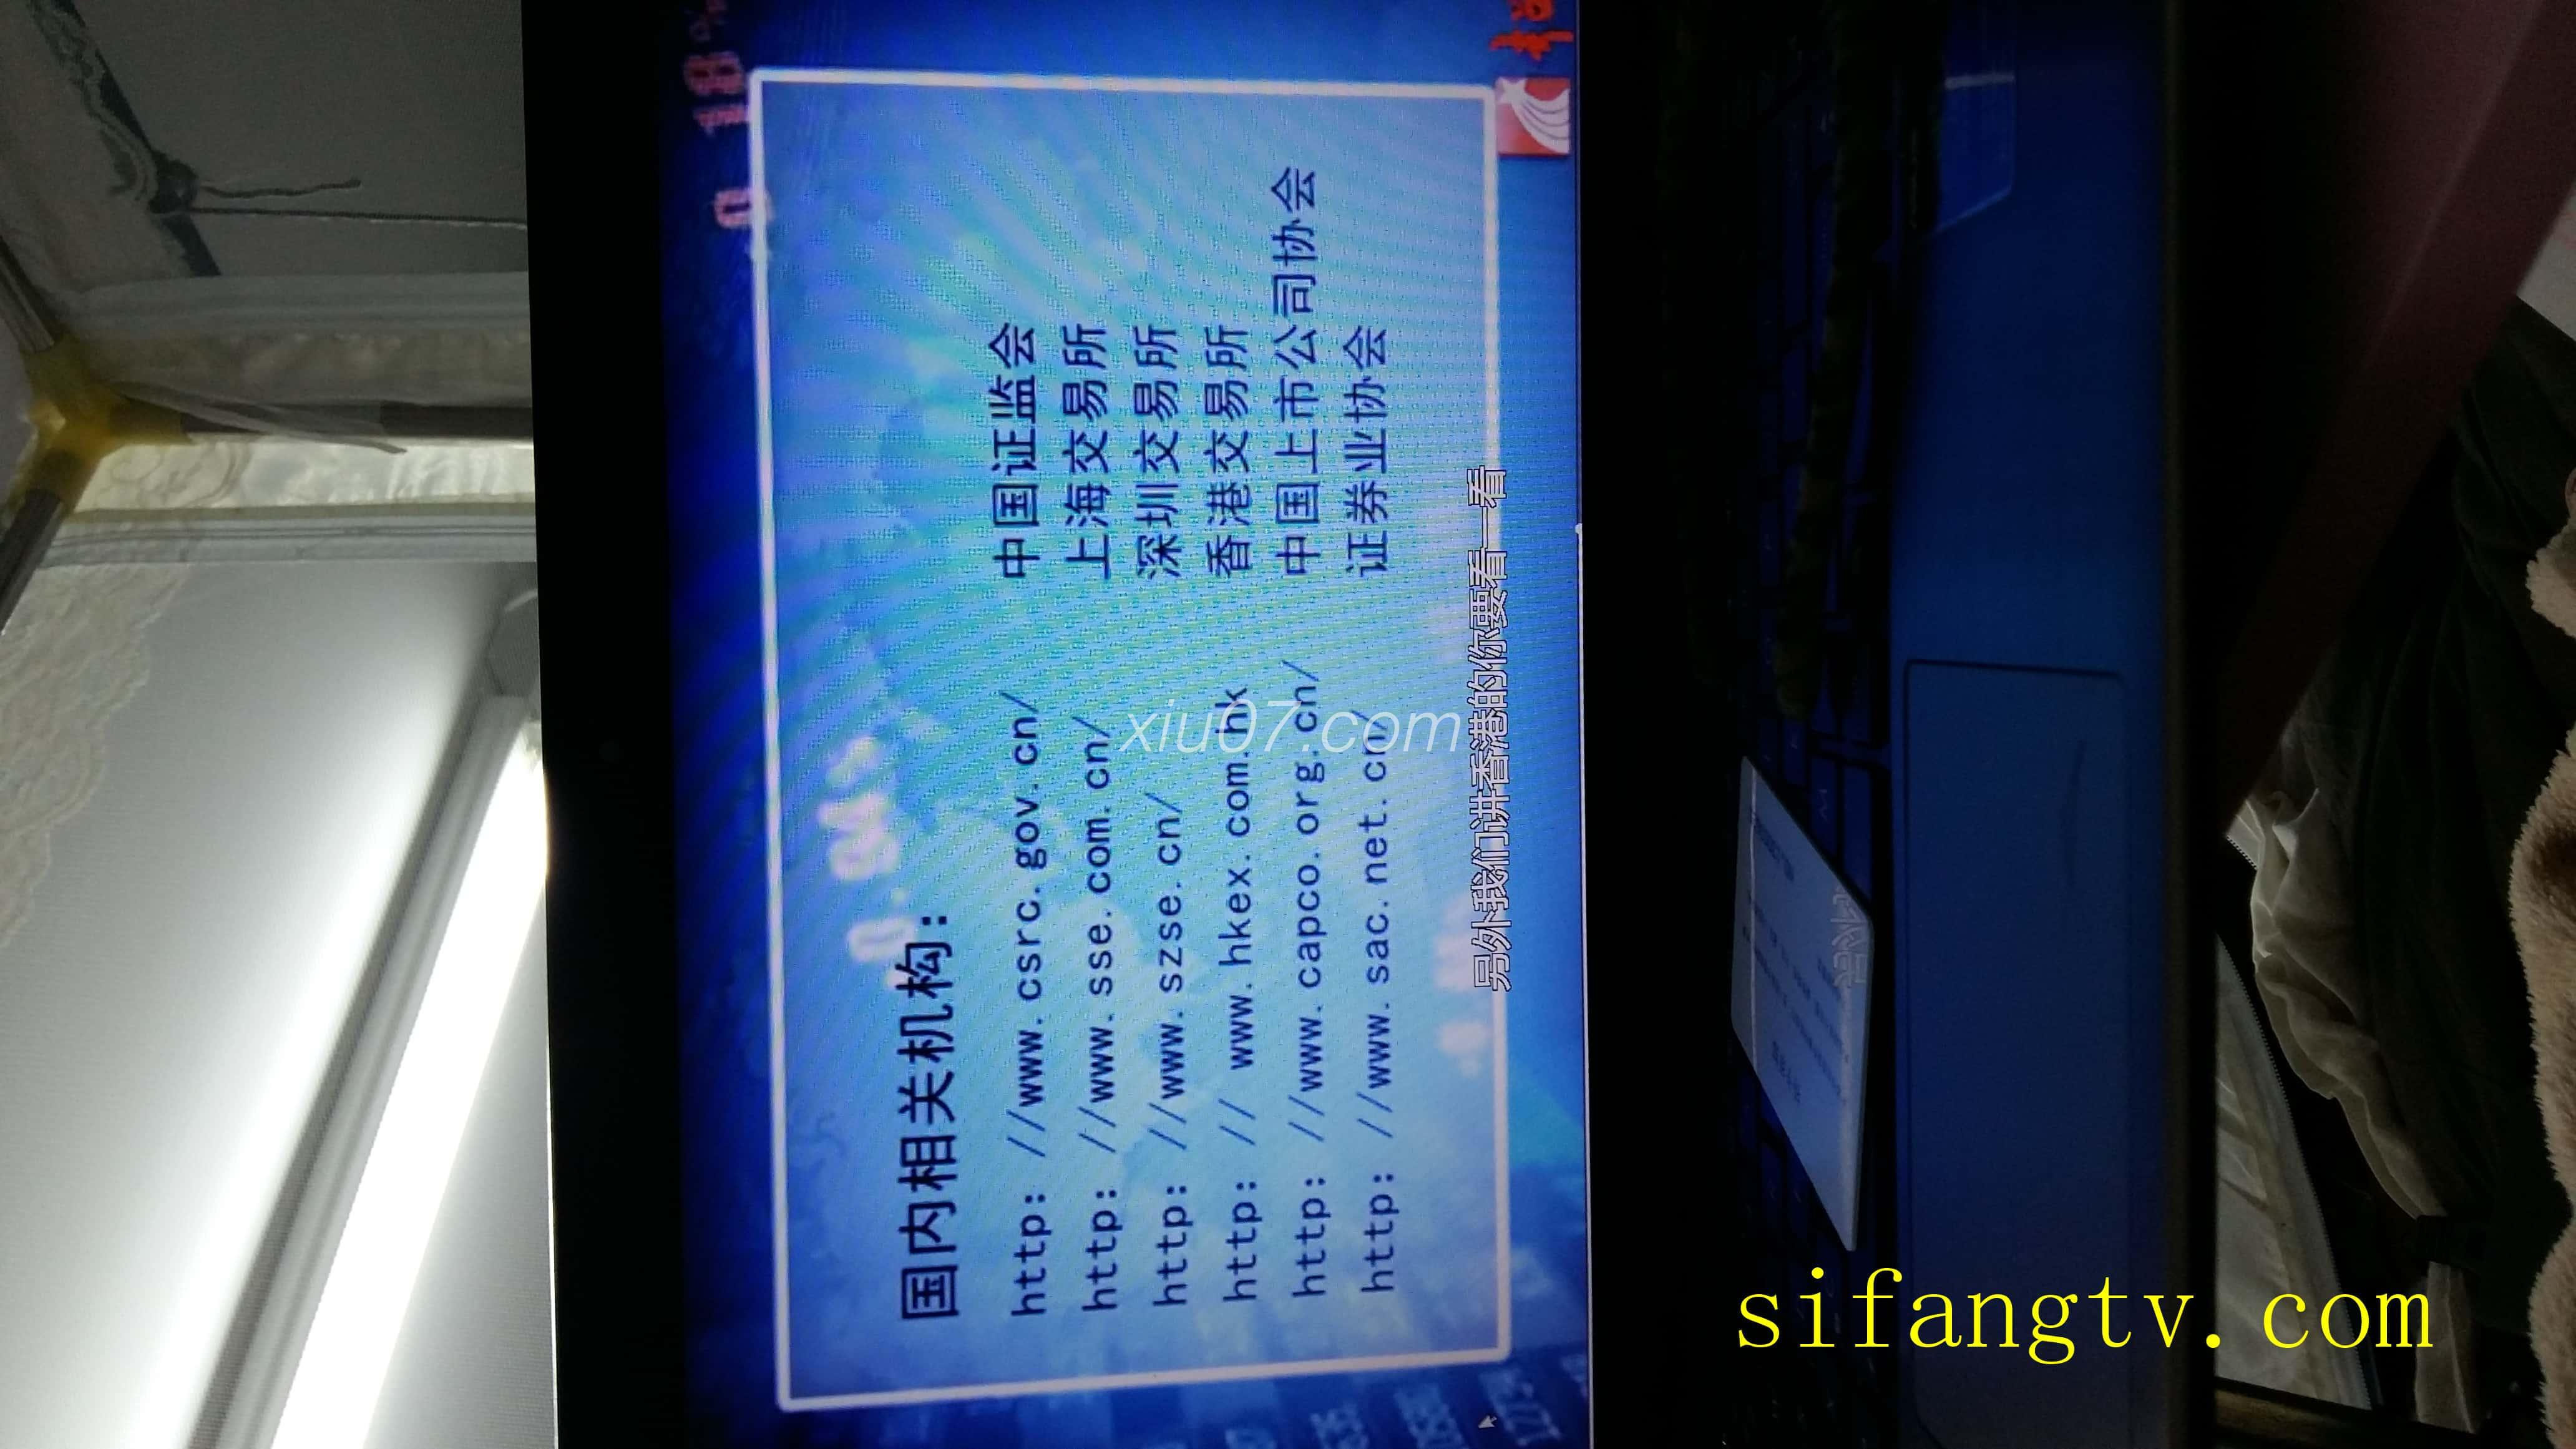 国内相关机构：
http: //www. csrc. gov. cn/ 中国证监会
http: //www. sse. com. cn/ 上海交易所
http: //www. szse. cn/ 深圳交易所
http: // www. hkex. com. hk 香港交易所
http: //www. capco. org. cn/ 中国上市公司协会
http: //www. sac. net. cn/ 证券业协会
另外我们讲香港的你要看一看
xiu07.com
sifangtv.com